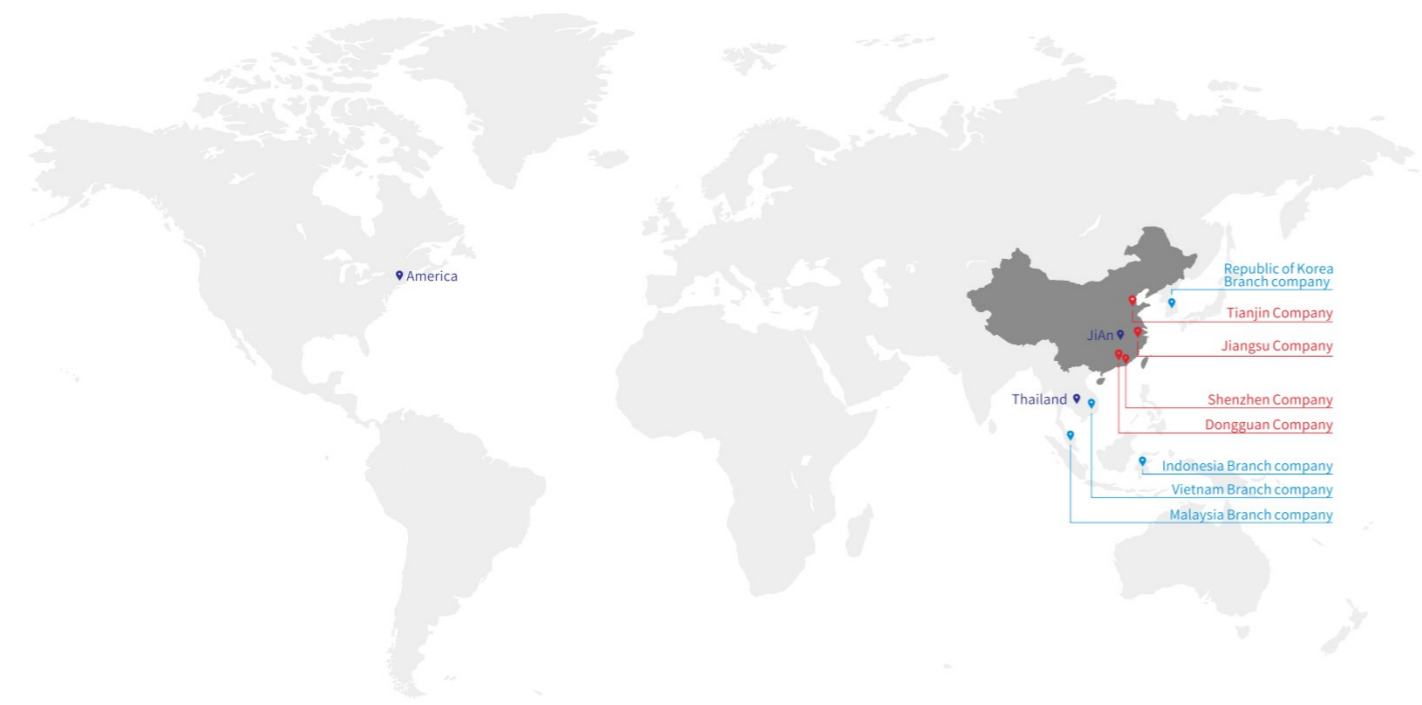 America
Republic of Korea
Branch company
Tianjin Company
JiAn
Jiangsu Company
Thailand
Shenzhen Company
Dongguan Company
Indonesia Branch company
Vietnam Branch company
Malaysia Branch company